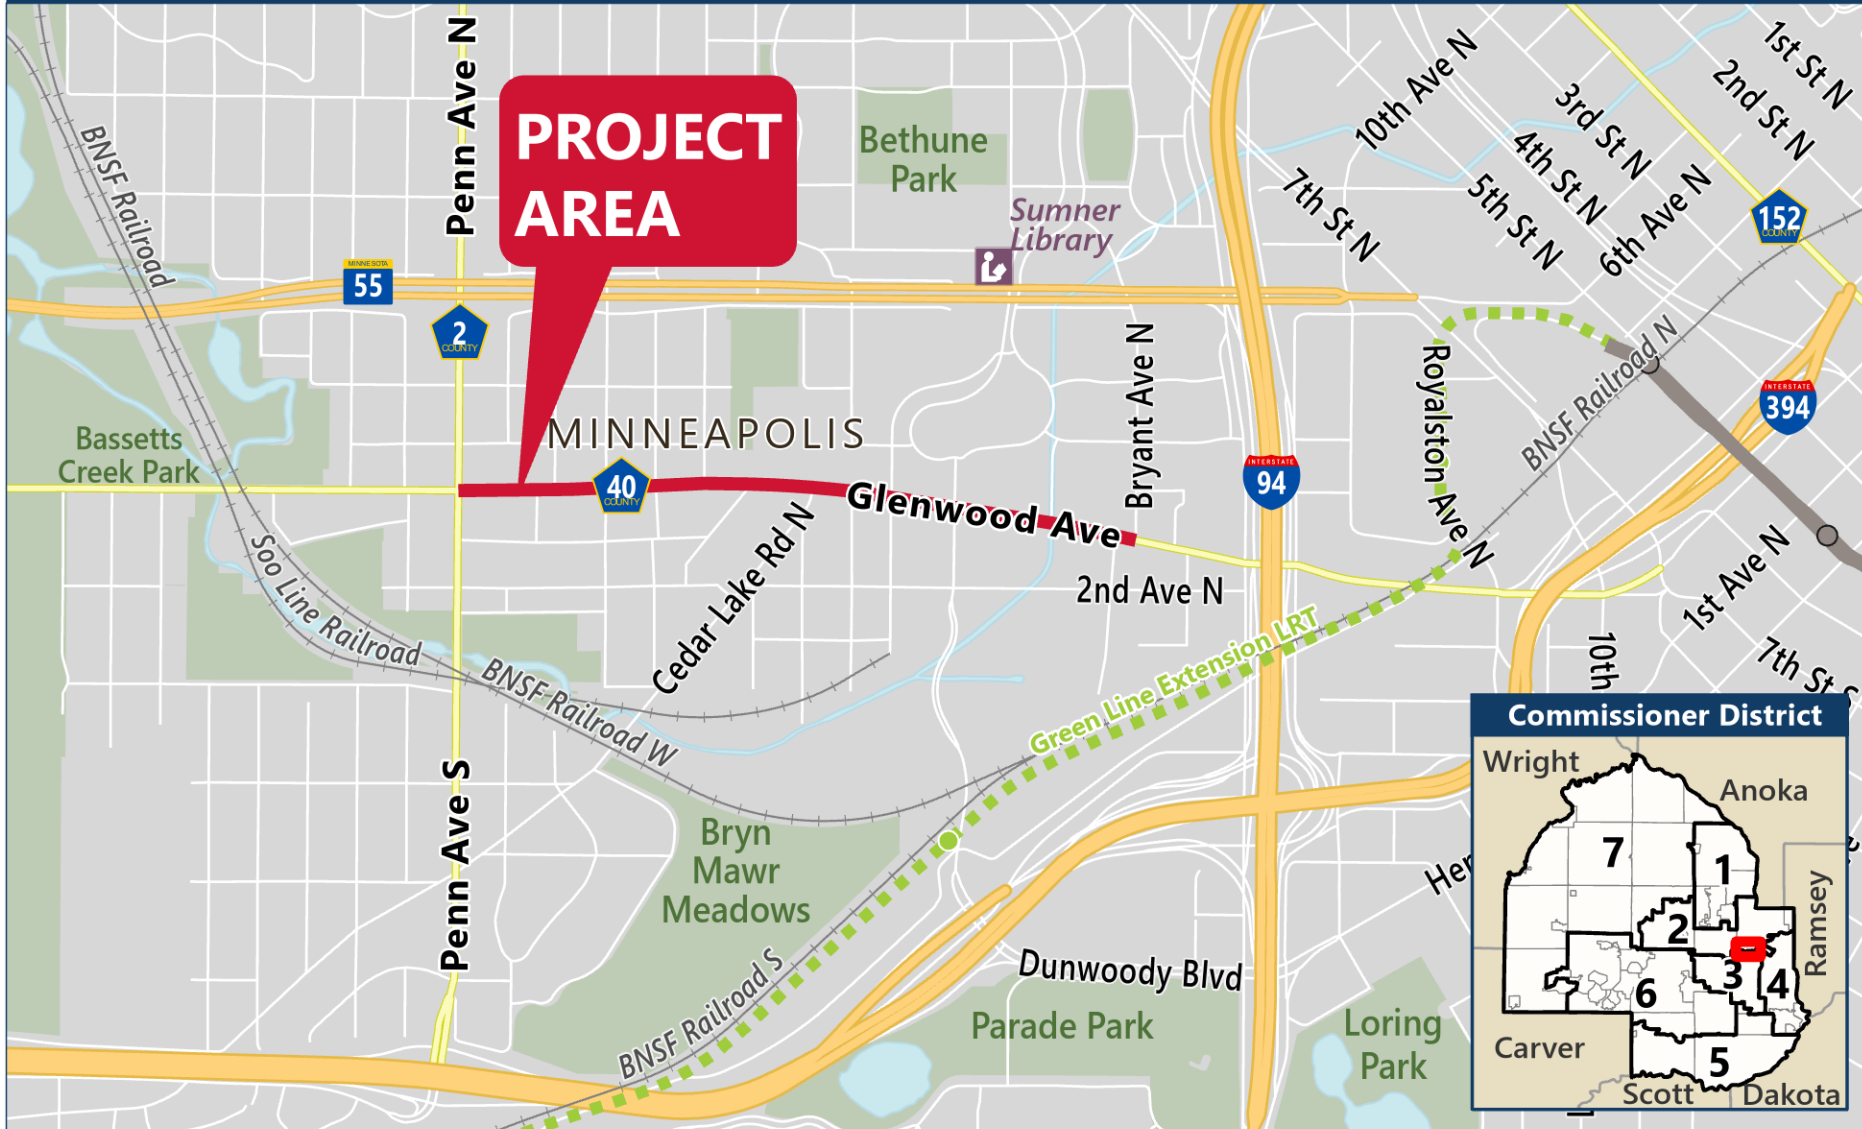 Penn Ave N
PROJECT
AREA
BNSF Railroad
Bethune
Park
Sumner
Library
10th Ave N
1st St N
2nd St N
3rd St N
4th St N
5th St N
6th Ave N
7th St N
152
COUNTY
MINNESOTA
55
2
COUNTY
Royalston Ave N
BNSF Railroad N
INTERSTATE
394
Bryant Ave N
MINNEAPOLIS
Bassetts
Creek Park
40
COUNTY
INTERSTATE
94
Glenwood Ave
Cedar Lake Rd N
2nd Ave N
1st Ave N
Soo Line Railroad
Green Line Extension LRT
10th
7th St S
BNSF Railroad W
Penn Ave S
Bryn
Mawr
Meadows
Her
Dunwoody Blvd
BNSF Railroad S
Parade Park
Loring
Park
Commissioner District
Wright
Anoka
7
1
2
Ramsey
3
4
6
Carver
5
Scott
Dakota